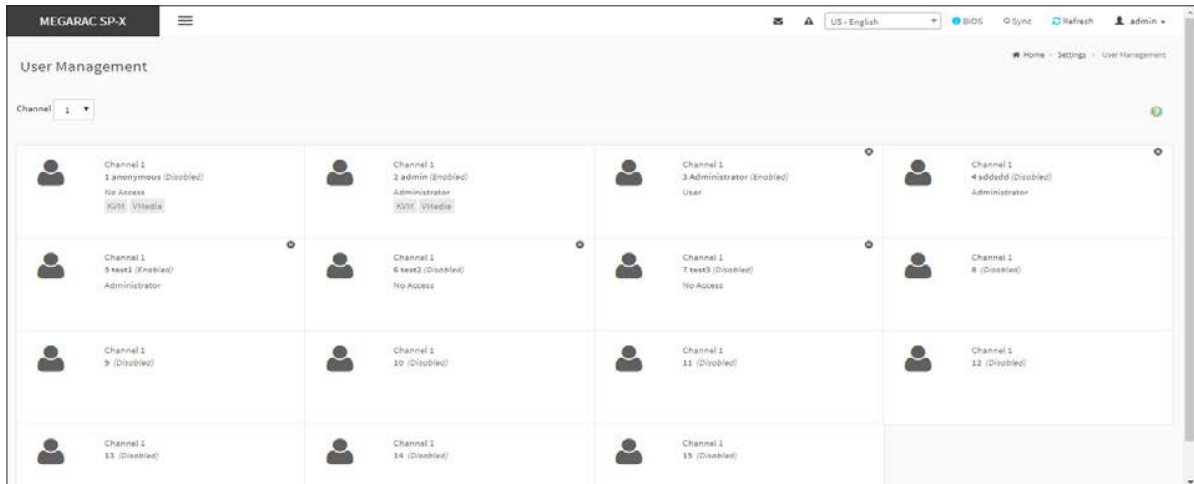 MEGARAC SP-X
US - English
BIOS
Sync
Refresh
admin
User Management
Home - Settings - User Management
Channel 1
Channel 1
1 anonymous (Disabled)
No Access
KVM VMedia
Channel 1
2 admin (Enabled)
Administrator
KVM VMedia
Channel 1
3 Administrator (Enabled)
User
Channel 1
4 (Disabled)
Administrator
Channel 1
5 test1 (Enabled)
Administrator
Channel 1
6 test2 (Disabled)
No Access
Channel 1
7 test3 (Disabled)
No Access
Channel 1
8 (Disabled)
Channel 1
9 (Disabled)
Channel 1
10 (Disabled)
Channel 1
11 (Disabled)
Channel 1
12 (Disabled)
Channel 1
13 (Disabled)
Channel 1
14 (Disabled)
Channel 1
15 (Disabled)